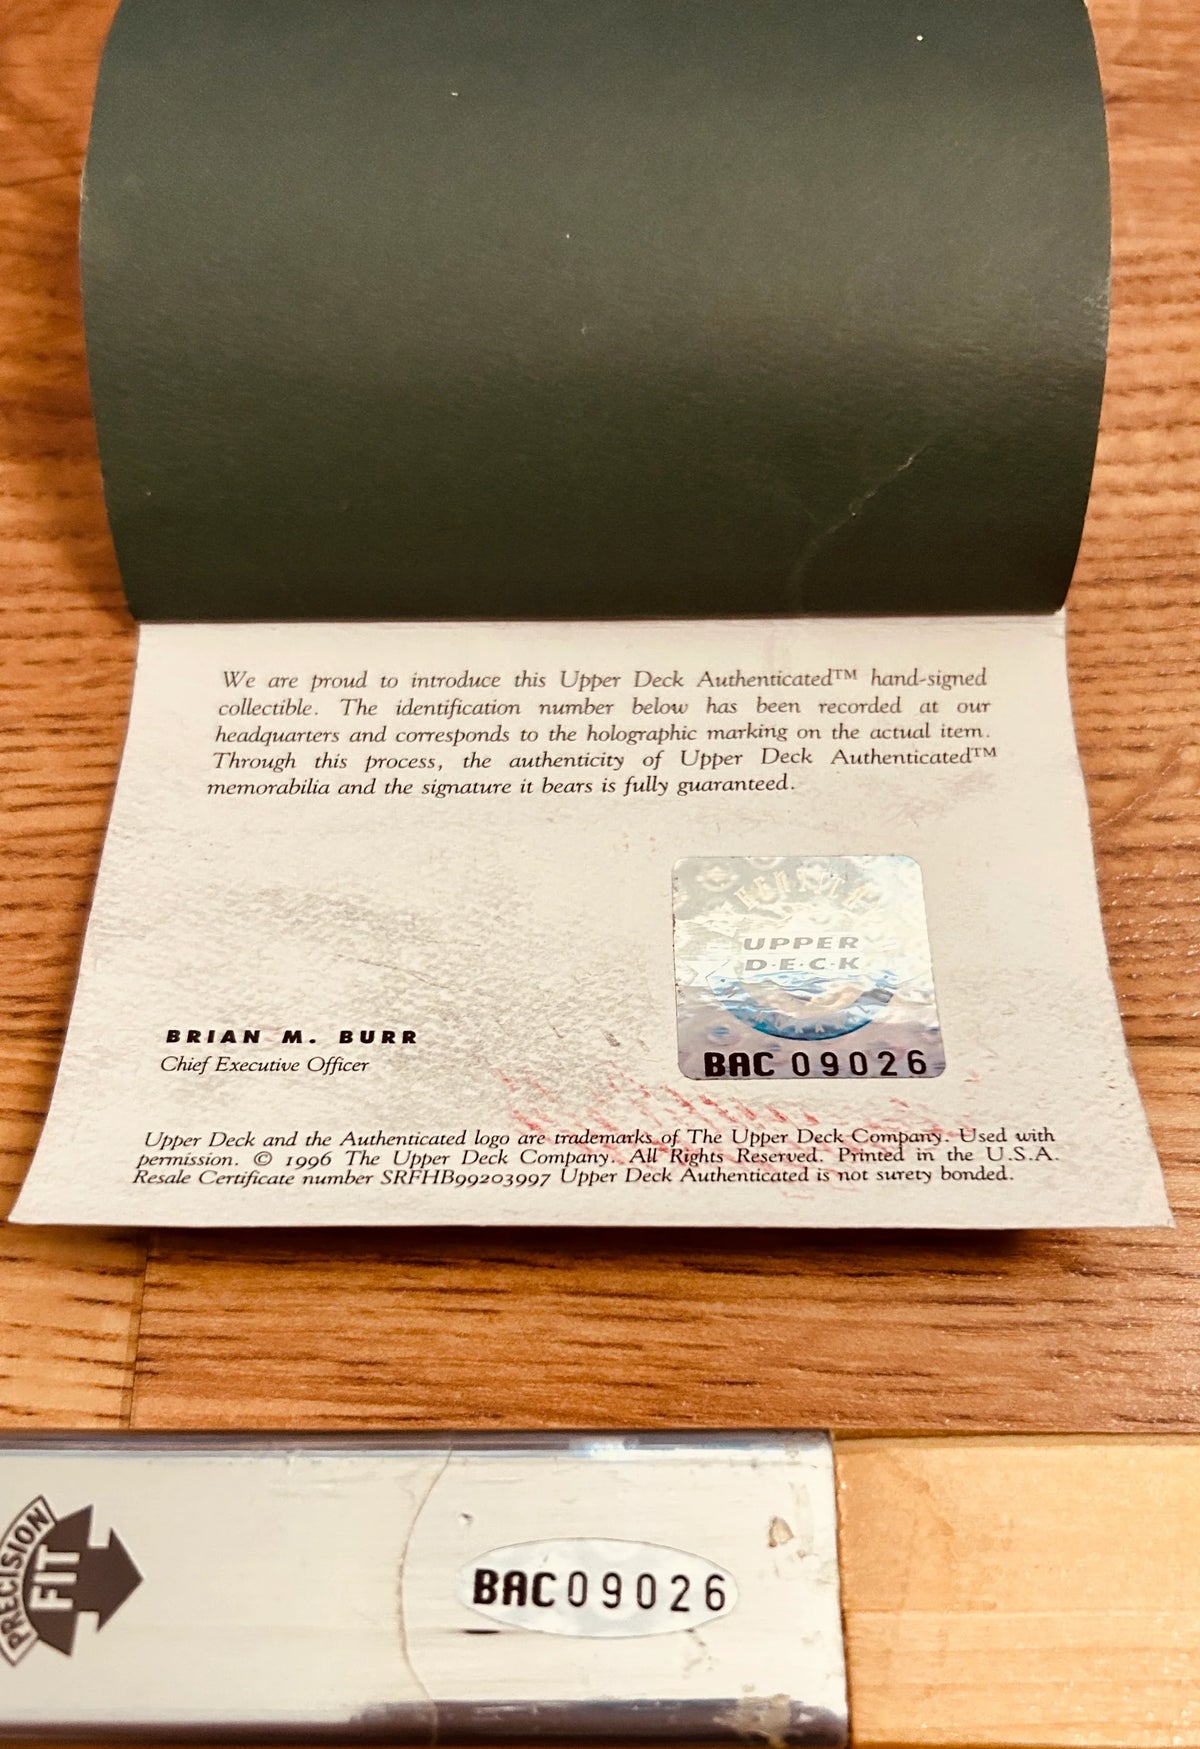 We are proud to introduce this Upper Deck Authenticated™ hand-signed
collectible. The identification number below has been recorded at our
headquarters and corresponds to the holographic marking on the actual item.
Through this process, the authenticity of Upper Deck Authenticated™
memorabilia and the signature it bears is fully guaranteed.
UPPER
D·E·C·K
BAC 09026
BRIAN M. BURR
Chief Executive Officer
Upper Deck and the Authenticated logo are trademarks of The Upper Deck Company. Used with
permission. © 1996 The Upper Deck Company. All Rights Reserved. Printed in the U.S.A.
Resale Certificate number SRFHB99203997 Upper Deck Authenticated is not surety bonded.
PRECISION
FIT
BAC09026